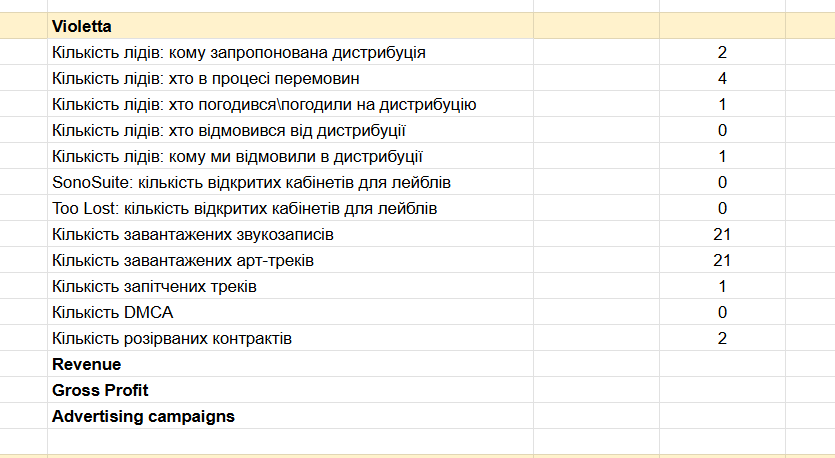 Violetta
Кількість лідів: кому запропонована дистрибуція 2
Кількість лідів: хто в процесі перемовин 4
Кількість лідів: хто погодився\погодили на дистрибуцію 1
Кількість лідів: хто відмовився від дистрибуції 0
Кількість лідів: кому ми відмовили в дистрибуції 1
SonoSuite: кількість відкритих кабінетів для лейблів 0
Too Lost: кількість відкритих кабінетів для лейблів 0
Кількість завантажених звукозаписів 21
Кількість завантажених арт-треків 21
Кількість запітчених треків 1
Кількість DMCA 0
Кількість розірваних контрактів 2
Revenue
Gross Profit
Advertising campaigns